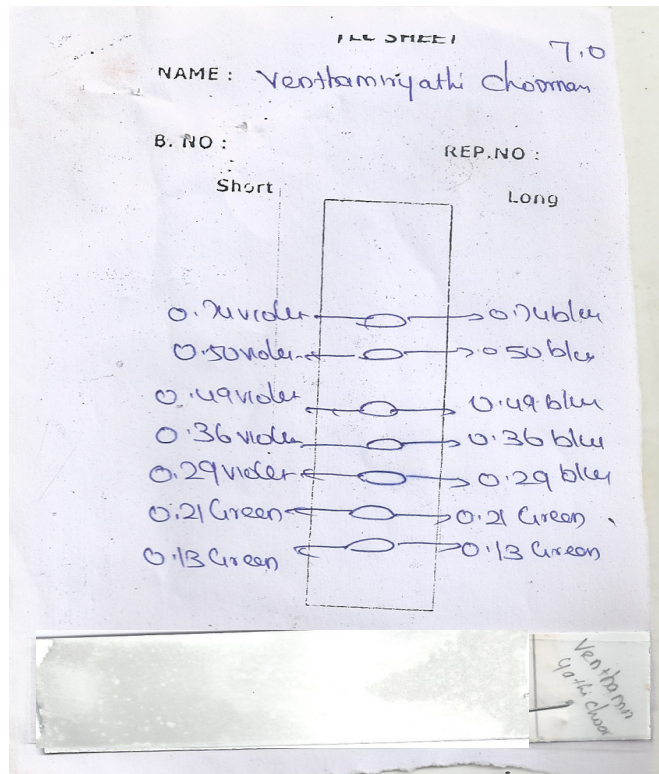 TLC SHEET
7.0
NAME : Venthamriyathi Choornam
B. NO :
REP.NO :
Short
Long
0.74 violet 0.74 blue
0.50 violet 0.50 blue
0.49 violet 0.49 blue
0.36 violet 0.36 blue
0.29 violet 0.29 blue
0.21 Green 0.21 Green
0.13 Green 0.13 Green
Ventham
yathi choor